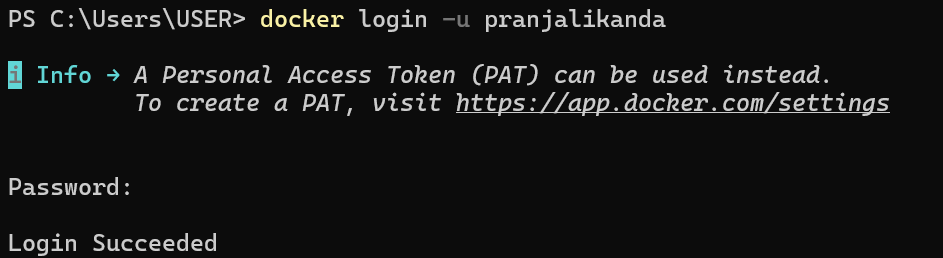 PS C:\Users\USER> docker login -u pranjalikanda
i Info → A Personal Access Token (PAT) can be used instead.
To create a PAT, visit https://app.docker.com/settings
Password:
Login Succeeded